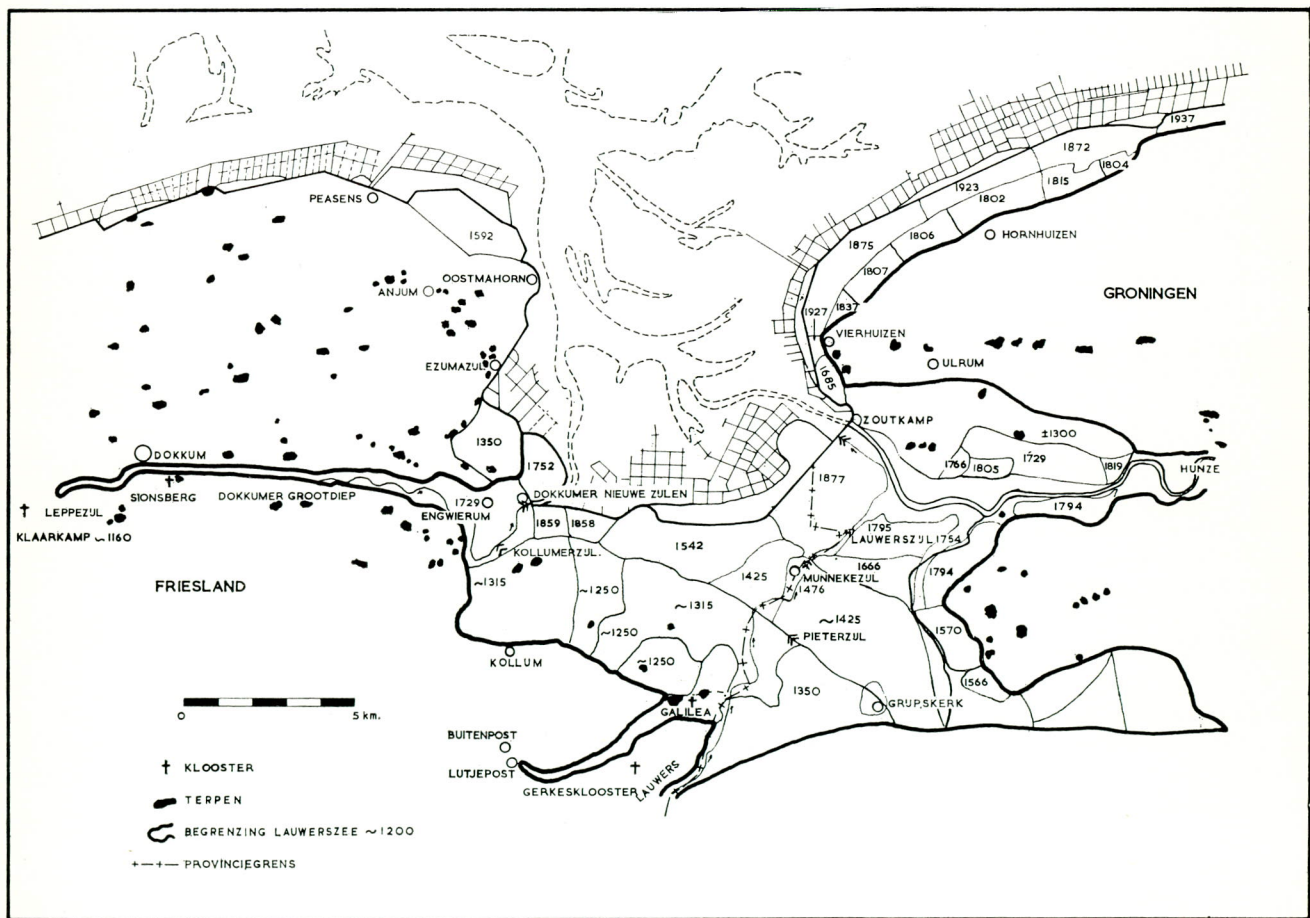 1937
1872
1804
1923
1815
1802
PEASENS
1806
HORNHUIZEN
1592
1875
1807
OOSTMAHORN
ANJUM
GRONINGEN
1927
1837
VIERHUIZEN
EZUMAZIJL
ULRUM
1685
ZOUTKAMP
1350
±1300
DOKKUM
1766
1729
1805
1819
HUNZE
1752
1877
SIONSBERG
DOKKUMER GROOTDIEP
1729
DOKKUMER NIEUWE ZIJLEN
LEPPEZIJL
ENGWIERUM
1794
KLAARKAMP ~1160
1859
1858
1795
LAUWERSZIJL
1754
1542
KOLLUMERZIJL.
1666
FRIESLAND
~1315
1425
MUNNEKEZIJL
1794
~1250
1476
~1315
~1425
~1250
PIETERZIJL
1570
KOLLUM
~1250
1566
1350
0
5 km.
GALILEA
GRIJPSKERK
BUITENPOST
LUTJEPOST
GERKESKLOOSTER
LAUWERS
KLOOSTER
TERPEN
BEGRENZING LAUWERSZEE ~1200
PROVINCIEGRENS